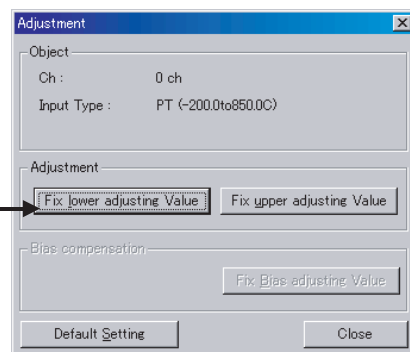 Adjustment
Object
Ch : 0 ch
Input Type : PT (-200.0to850.0C)
Adjustment
Fix lower adjusting Value Fix upper adjusting Value
Bias compensation
Fix Bias adjusting Value
Default Setting Close